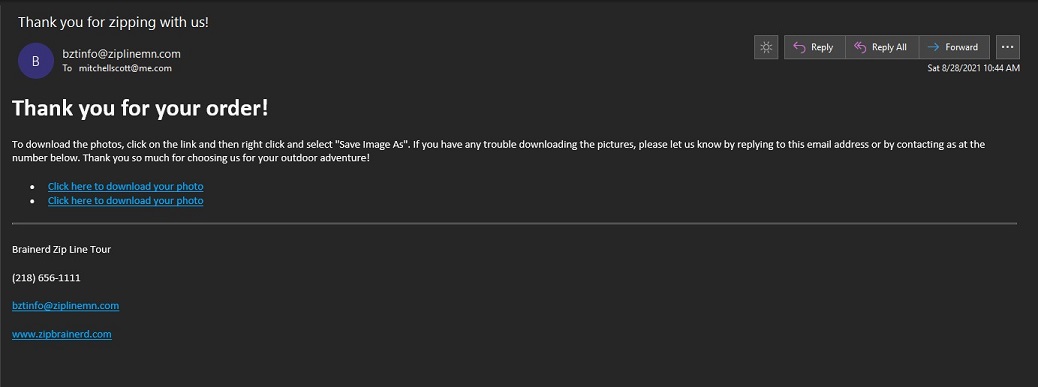 Thank you for zipping with us!
B
bztinfo@ziplinemn.com
To mitchellscott@me.com
Reply
Reply All
Forward
Sat 8/28/2021 10:44 AM
Thank you for your order!
To download the photos, click on the link and then right click and select "Save Image As". If you have any trouble downloading the pictures, please let us know by replying to this email address or by contacting as at the
number below. Thank you so much for choosing us for your outdoor adventure!
• Click here to download your photo
• Click here to download your photo
Brainerd Zip Line Tour
(218) 656-1111
bztinfo@ziplinemn.com
www.zipbrainerd.com